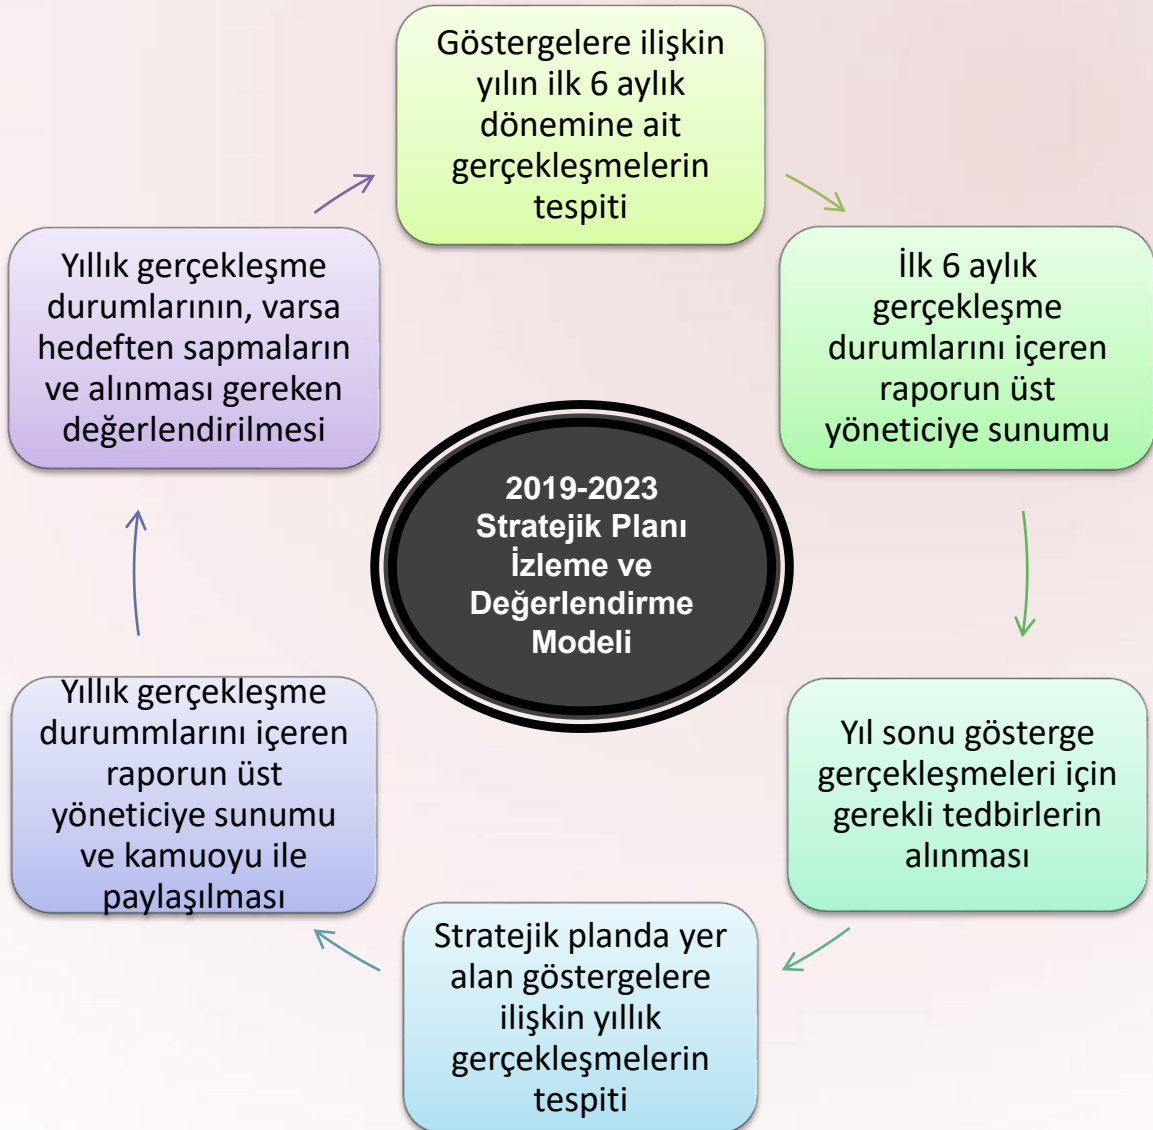 Göstergelere ilişkin
yılın ilk 6 aylık
dönemine ait
gerçekleşmelerin
tespiti
İlk 6 aylık
gerçekleşme
durumlarını içeren
raporun üst
yöneticiye sunumu
Yıl sonu gösterge
gerçekleşmeleri için
gerekli tedbirlerin
alınması
Stratejik planda yer
alan göstergelere
ilişkin yıllık
gerçekleşmelerin
tespiti
Yıllık gerçekleşme
durummlarını içeren
raporun üst
yöneticiye sunumu
ve kamuoyu ile
paylaşılması
Yıllık gerçekleşme
durumlarının, varsa
hedeften sapmaların
ve alınması gereken
değerlendirilmesi
2019-2023
Stratejik Planı
İzleme ve
Değerlendirme
Modeli